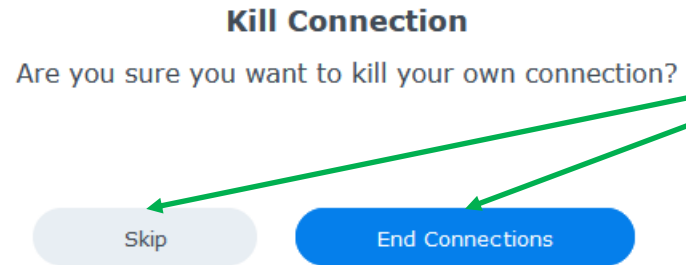 Kill Connection
Are you sure you want to kill your own connection?
Skip
End Connections